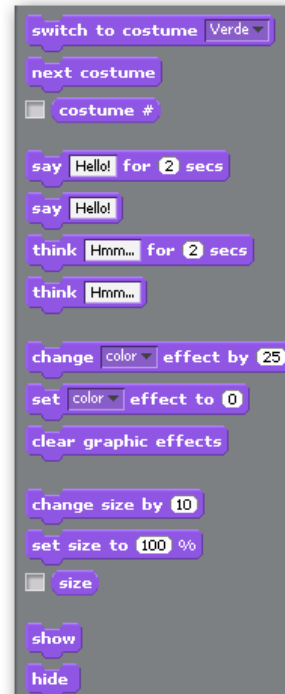 switch to costume Verde
next costume
costume #
say Hello! for 2 secs
say Hello!
think Hmm... for 2 secs
think Hmm...
change color effect by 25
set color effect to 0
clear graphic effects
change size by 10
set size to 100 %
size
show
hide